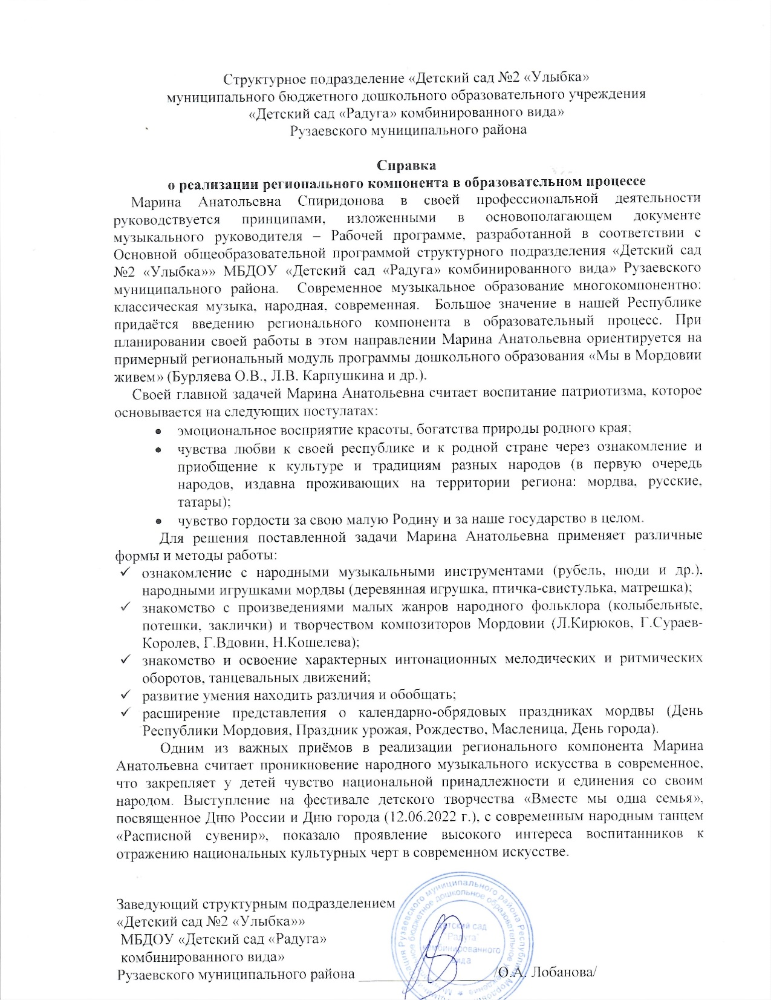 Структурное подразделение «Детский сад №2 «Улыбка»
муниципального бюджетного дошкольного образовательного учреждения
«Детский сад «Радуга» комбинированного вида»
Рузаевского муниципального района
Справка
о реализации регионального компонента в образовательном процессе
Марина Анатольевна Спиридонова в своей профессиональной деятельности
руководствуется принципами, изложенными в основополагающем документе
музыкального руководителя – Рабочей программе, разработанной в соответствии с
Основной общеобразовательной программой структурного подразделения «Детский сад
№2 «Улыбка»» МБДОУ «Детский сад «Радуга» комбинированного вида» Рузаевского
муниципального района. Современное музыкальное образование многокомпонентно:
классическая музыка, народная, современная. Большое значение в нашей Республике
придаётся введению регионального компонента в образовательный процесс. При
планировании своей работы в этом направлении Марина Анатольевна ориентируется на
примерный региональный модуль программы дошкольного образования «Мы в Мордовии
живем» (Бурляева О.В., Л.В. Карпушкина и др.).
Своей главной задачей Марина Анатольевна считает воспитание патриотизма, которое
основывается на следующих постулатах:
• эмоциональное восприятие красоты, богатства природы родного края;
• чувства любви к своей республике и к родной стране через ознакомление и
приобщение к культуре и традициям разных народов (в первую очередь
народов, издавна проживающих на территории региона: мордва, русские,
татары);
• чувство гордости за свою малую Родину и за наше государство в целом.
Для решения поставленной задачи Марина Анатольевна применяет различные
формы и методы работы:
✓ ознакомление с народными музыкальными инструментами (рубель, нюди и др.),
народными игрушками мордвы (деревянная игрушка, птичка-свистулька, матрешка);
✓ знакомство с произведениями малых жанров народного фольклора (колыбельные,
потешки, заклички) и творчеством композиторов Мордовии (Л.Кирюков, Г.Сураев-
Королев, Г.Вдовин, Н.Кошелева);
✓ знакомство и освоение характерных интонационных мелодических и ритмических
оборотов, танцевальных движений;
✓ развитие умения находить различия и обобщать;
✓ расширение представления о календарно-обрядовых праздниках мордвы (День
Республики Мордовия, Праздник урожая, Рождество, Масленица, День города).
Одним из важных приёмов в реализации регионального компонента Марина
Анатольевна считает проникновение народного музыкального искусства в современное,
что закрепляет у детей чувство национальной принадлежности и единения со своим
народом. Выступление на фестивале детского творчества «Вместе мы одна семья»,
посвященное Дню России и Дню города (12.06.2022 г.), с современным народным танцем
«Расписной сувенир», показало проявление высокого интереса воспитанников к
отражению национальных культурных черт в современном искусстве.
Заведующий структурным подразделением
«Детский сад №2 «Улыбка»»
МБДОУ «Детский сад «Радуга»
комбинированного вида»
Рузаевского муниципального района ________________ О.А. Лобанова/
Рузаевского муниципального района
бюджетное дошкольное образовательное учреждение
Детский сад
"Радуга"
комбинированного
вида